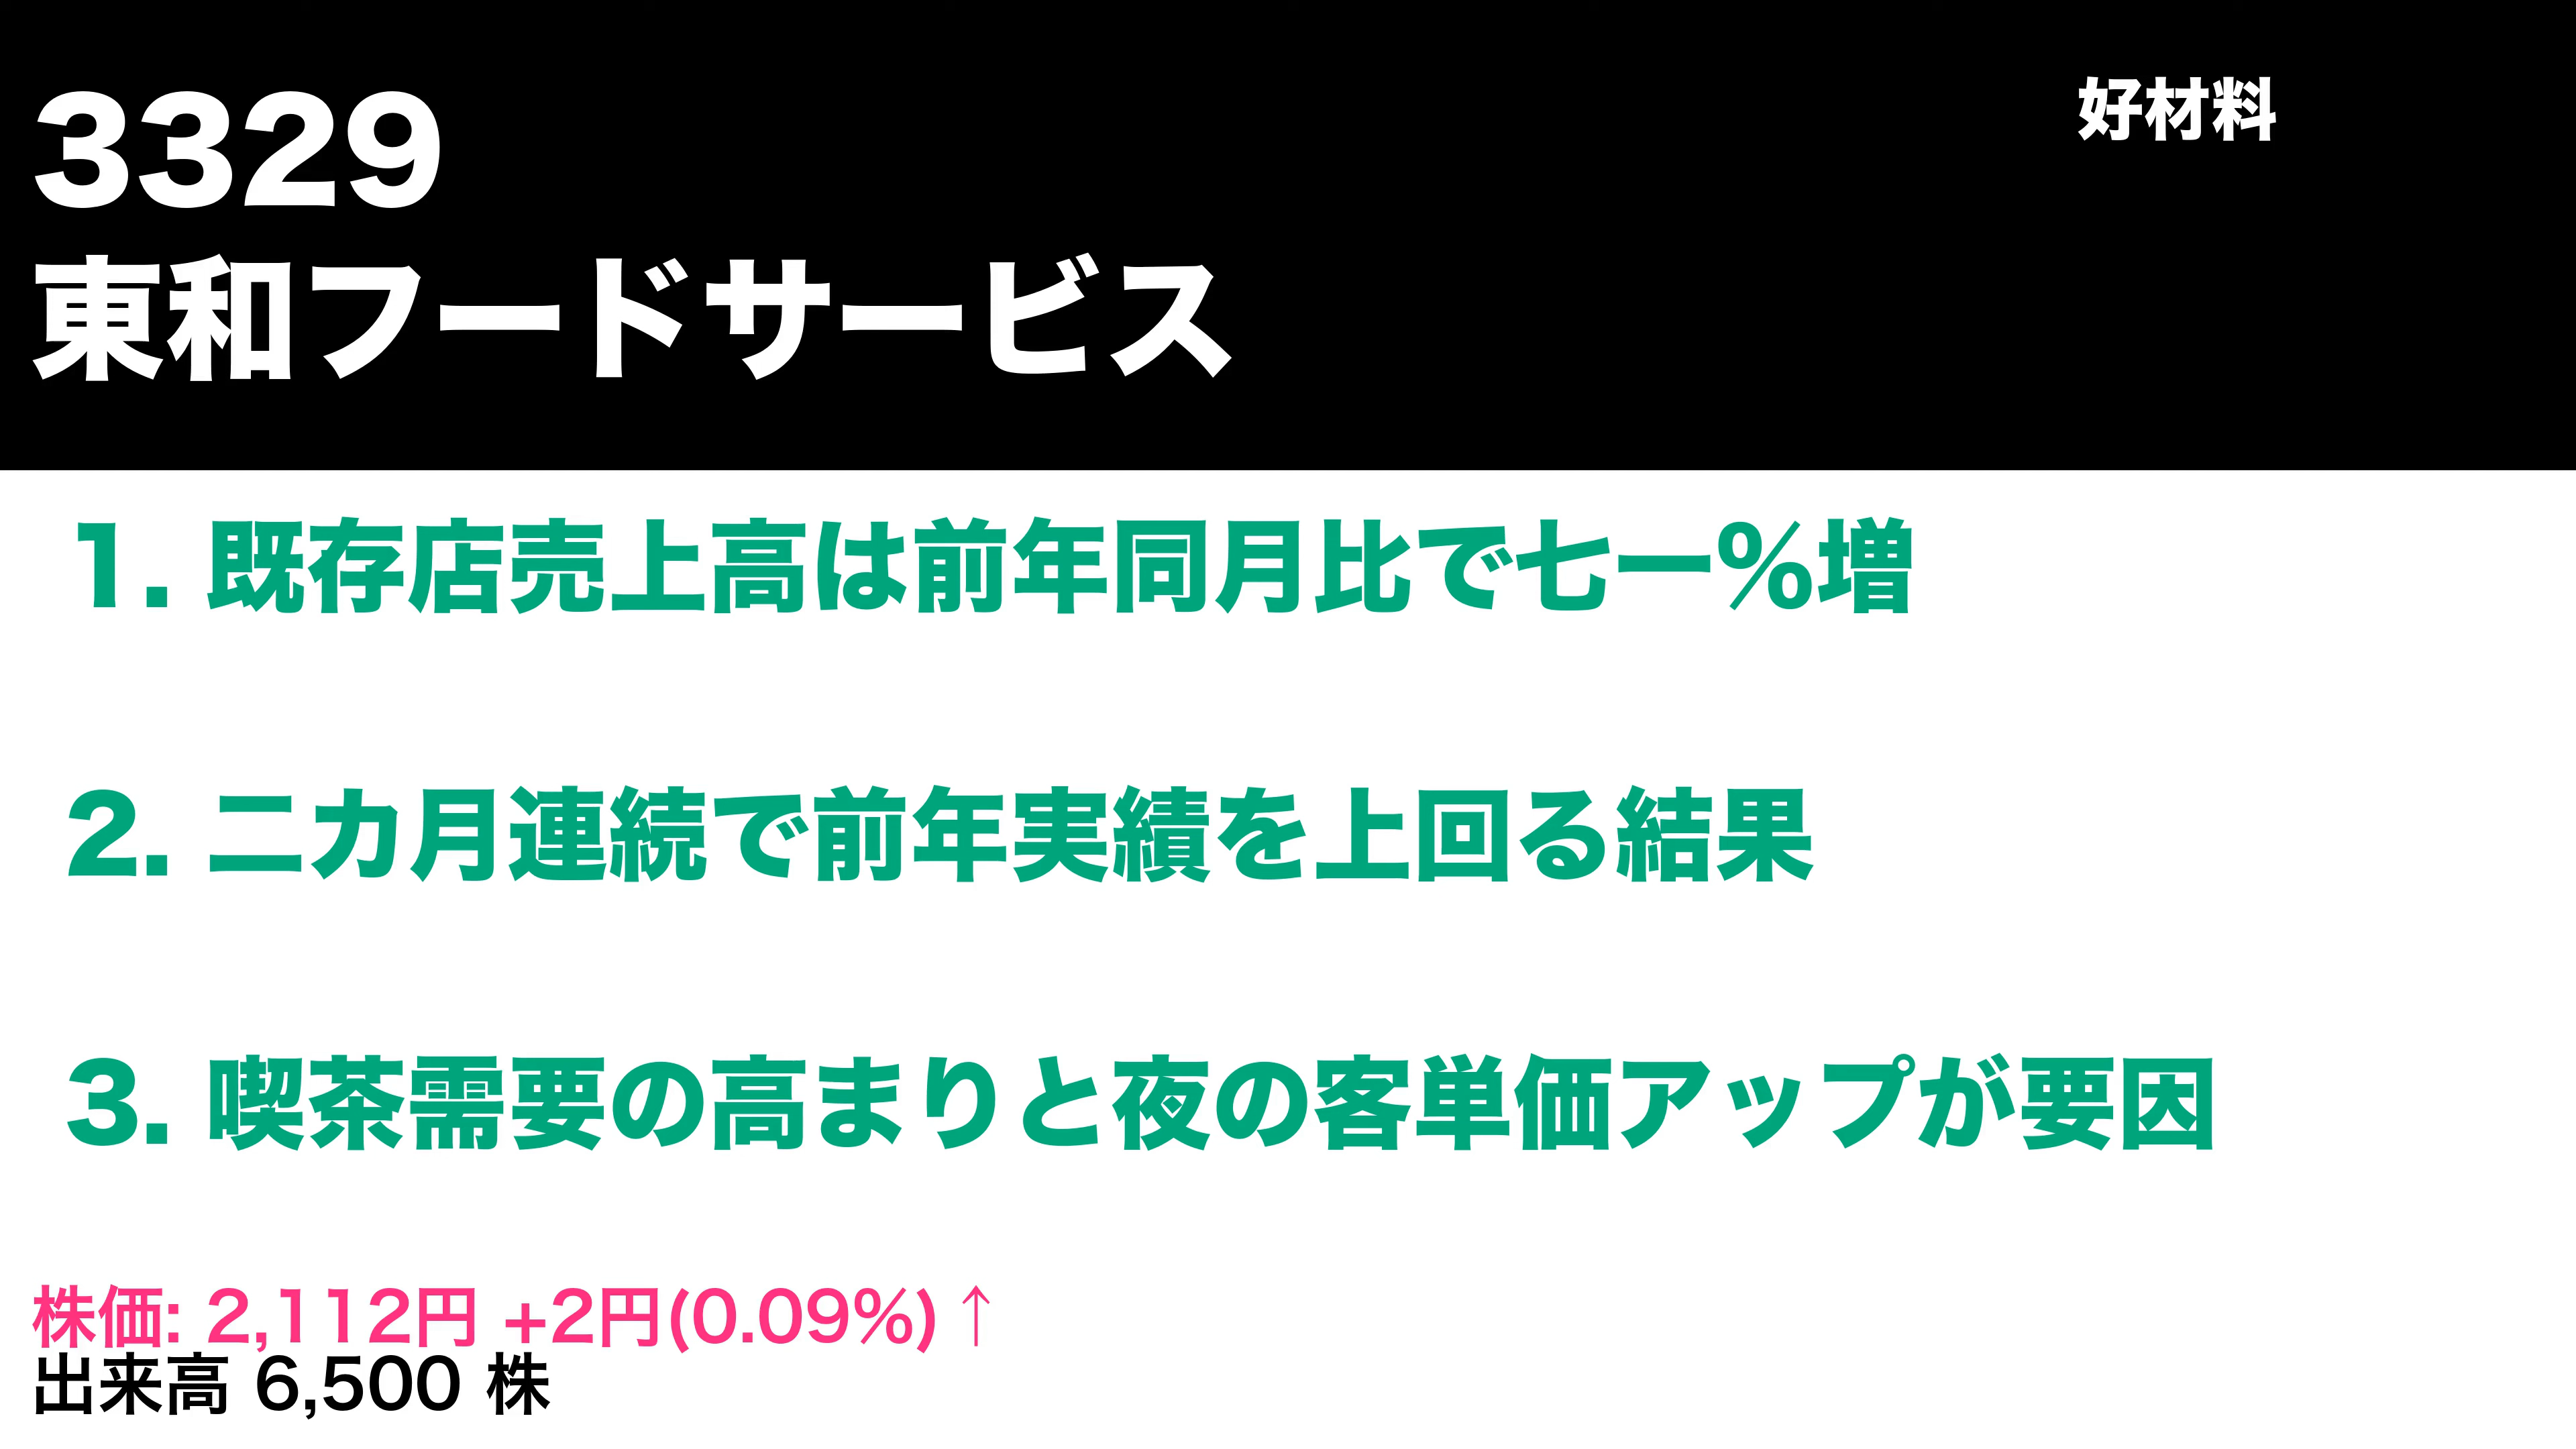 3329
好材料
東和フードサービス
1. 既存店売上高は前年同月比で七一%増
2. 二カ月連続で前年実績を上回る結果
3. 喫茶需要の高まりと夜の客単価アップが要因
株価: 2,112円 +2円(0.09%)↑
出来高 6,500 株